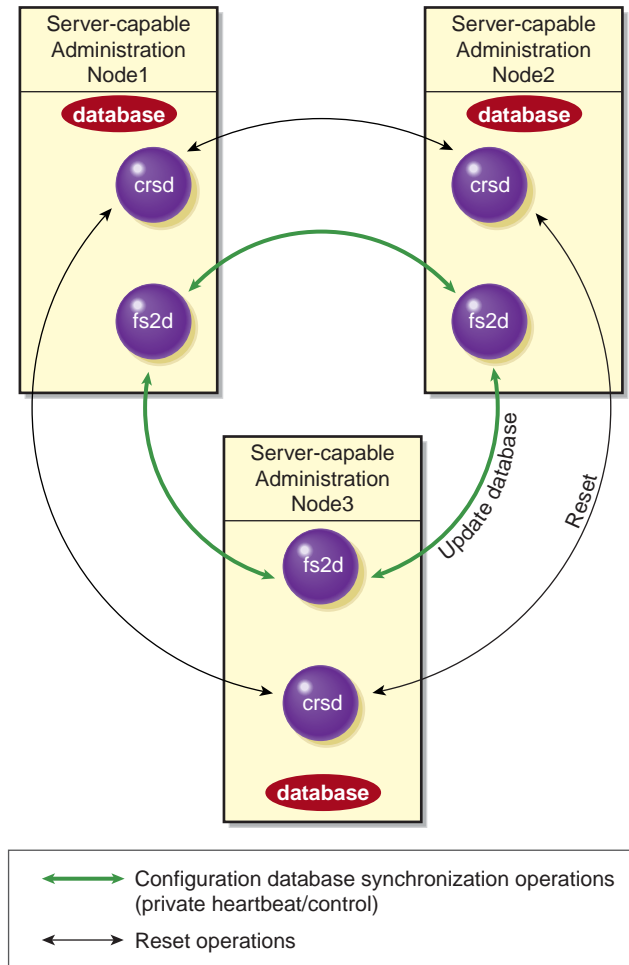 Server-capable
Administration
Node1
database
crsd
fs2d
Server-capable
Administration
Node2
database
crsd
fs2d
Server-capable
Administration
Node3
fs2d
crsd
database
Update database
Reset
Configuration database synchronization operations
(private heartbeat/control)
Reset operations